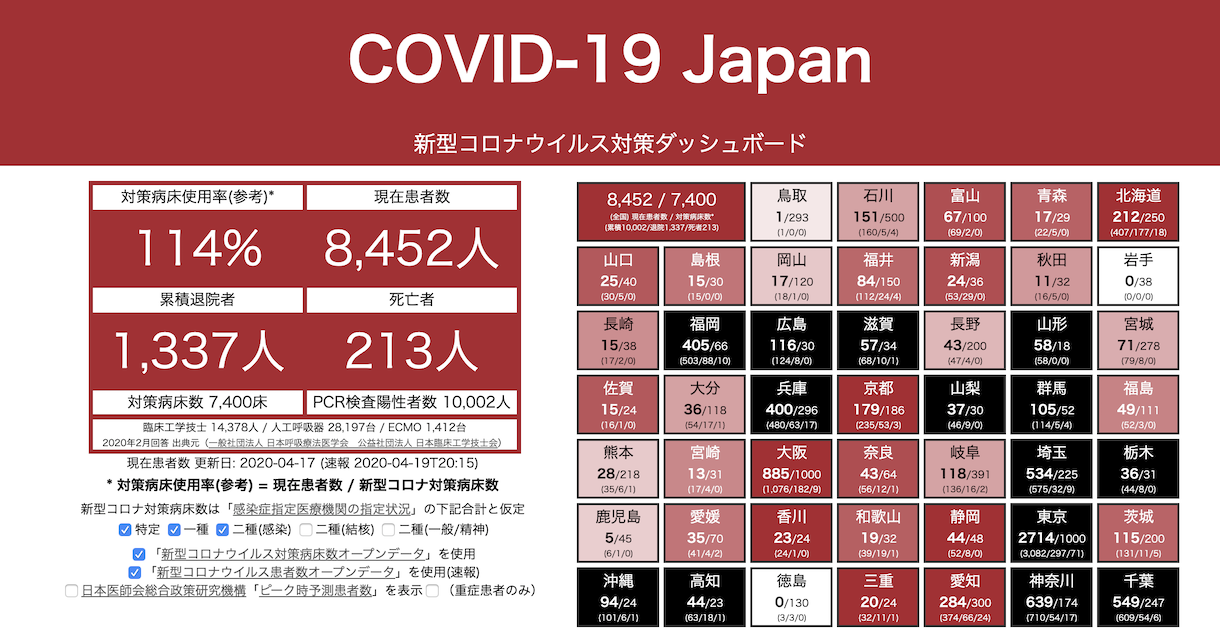 COVID-19 Japan
新型コロナウイルス対策ダッシュボード
対策病床使用率(参考)*
現在患者数
114%
8,452人
累積退院者
死亡者
1,337人
213人
対策病床数 7,400床
PCR検査陽性者数 10,002人
臨床工学技士 14,378人 / 人工呼吸器 28,197台 / ECMO 1,412台
2020年2月回答 出典元（一般社団法人 日本呼吸療法医学会　公益社団法人 日本臨床工学技士会）
現在患者数 更新日: 2020-04-17 (速報 2020-04-19T20:15)
* 対策病床使用率(参考) = 現在患者数 / 新型コロナ対策病床数
新型コロナ対策病床数は「感染症指定医療機関の指定状況」の下記合計と仮定
特定 一種 二種(感染) 二種(結核) 二種(一般/精神)
「新型コロナウイルス対策病床数オープンデータ」を使用
「新型コロナウイルス患者数オープンデータ」を使用(速報)
日本医師会総合政策研究機構「ピーク時予測患者数」を表示 （重症患者のみ）
8,452 / 7,400
(全国) 現在患者数 / 対策病床数*
(累積10,002/退院1,337/死者213)
鳥取
1/293
(1/0/0)
石川
151/500
(160/5/4)
富山
67/100
(69/2/0)
青森
17/29
(22/5/0)
北海道
212/250
(407/177/18)
山口
25/40
(30/5/0)
島根
15/30
(15/0/0)
岡山
17/120
(18/1/0)
福井
84/150
(112/24/4)
新潟
24/36
(53/29/0)
秋田
11/32
(16/5/0)
岩手
0/38
(0/0/0)
長崎
15/38
(17/2/0)
福岡
405/66
(503/88/10)
広島
116/30
(124/8/0)
滋賀
57/34
(68/10/1)
長野
43/200
(47/4/0)
山形
58/18
(58/0/0)
宮城
71/278
(79/8/0)
佐賀
15/24
(16/1/0)
大分
36/118
(54/17/1)
兵庫
400/296
(480/63/17)
京都
179/186
(235/53/3)
山梨
37/30
(46/9/0)
群馬
105/52
(114/5/4)
福島
49/111
(52/3/0)
熊本
28/218
(35/6/1)
宮崎
13/31
(17/4/0)
大阪
885/1000
(1,076/182/9)
奈良
43/64
(56/12/1)
岐阜
118/391
(136/16/2)
埼玉
534/225
(575/32/9)
栃木
36/31
(44/8/0)
鹿児島
5/45
(6/1/0)
愛媛
35/70
(41/4/2)
香川
23/24
(24/1/0)
和歌山
19/32
(39/19/1)
静岡
44/48
(52/8/0)
東京
2714/1000
(3,082/297/71)
茨城
115/200
(131/11/5)
沖縄
94/24
(101/6/1)
高知
44/23
(63/18/1)
徳島
0/130
(3/3/0)
三重
20/24
(32/11/1)
愛知
284/300
(374/66/24)
神奈川
639/174
(710/54/17)
千葉
549/247
(609/54/6)